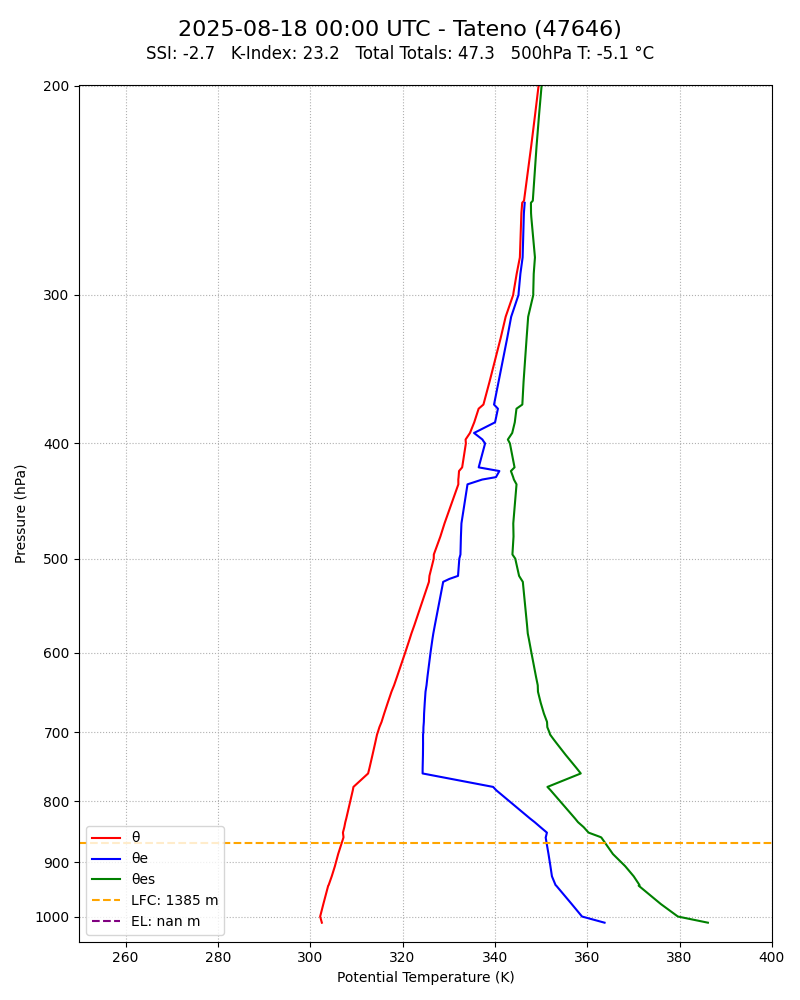 2025-08-18 00:00 UTC - Tateno (47646)
SSI: -2.7 K-Index: 23.2 Total Totals: 47.3 500hPa T: -5.1 °C
Pressure (hPa)
200
300
400
500
600
700
800
900
1000
θ
θe
θes
LFC: 1385 m
EL: nan m
260 280 300 320 340 360 380 400
Potential Temperature (K)